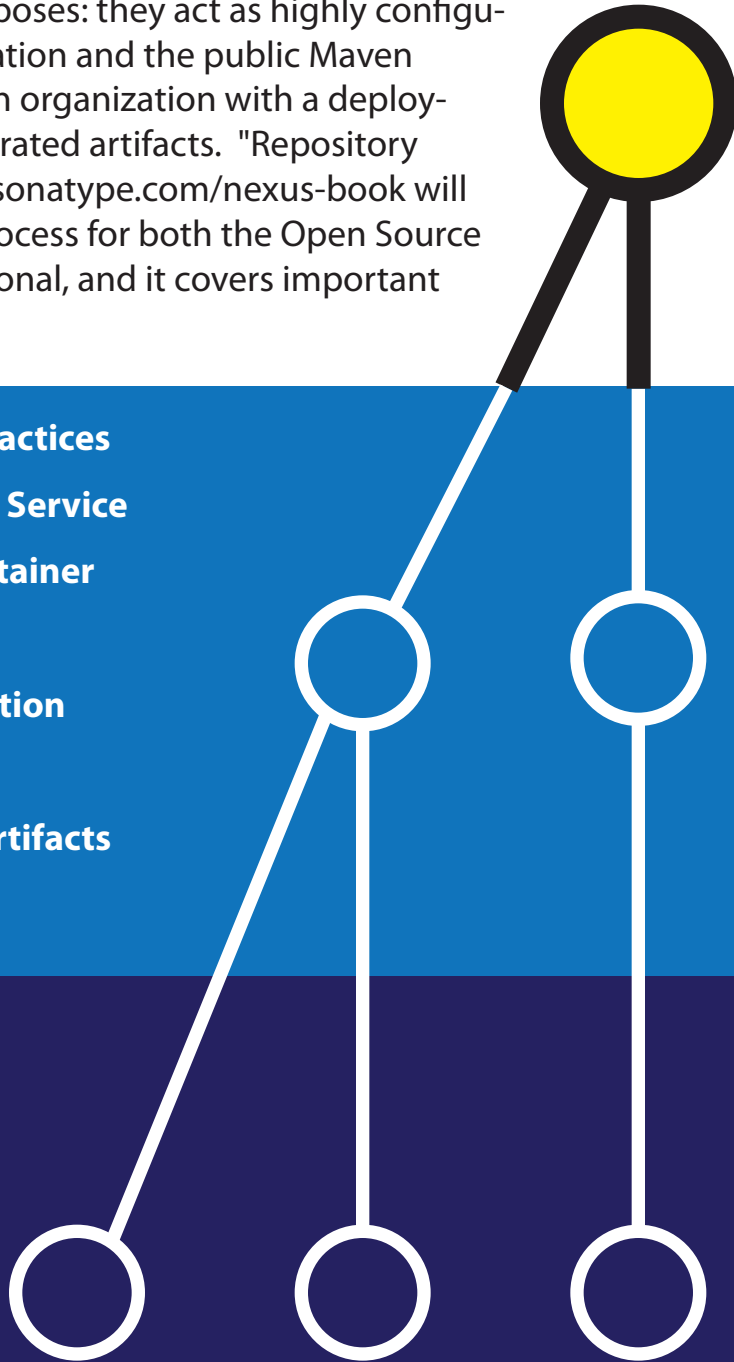 poses: they act as highly configu-
ation and the public Maven
n organization with a deploy-
rated artifacts.  "Repository
sonatype.com/nexus-book will
ocess for both the Open Source
onal, and it covers important
actices
Service
tainer
tion
rtifacts